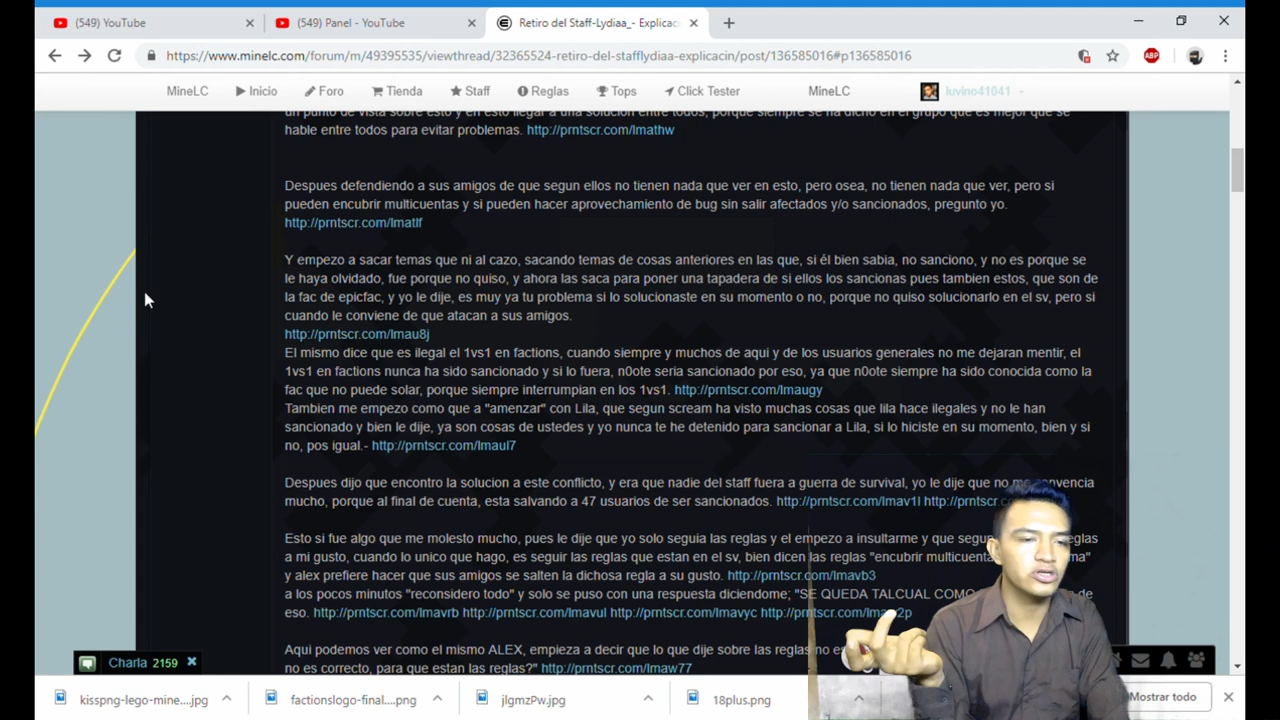 (549) YouTube
(549) Panel - YouTube
Retiro del Staff-Lydiaa_- Explicac
https://www.minelc.com/forum/m/49395535/viewthread/32365524-retiro-del-stafflydiaa-explicacin/post/136585016#p136585016
ABP
MineLC Inicio Foro Tienda Staff Reglas Tops Click Tester MineLC luvino41041
un punto de vista sobre esto y en esto llegar a una solucion entre todos, porque siempre se ha dicho en el grupo que es mejor que se
hable entre todos para evitar problemas. http://prntscr.com/lmathw
Despues defendiendo a sus amigos de que segun ellos no tienen nada que ver en esto, pero osea, no tienen nada que ver, pero si
pueden encubrir multicuentas y si pueden hacer aprovechamiento de bug sin salir afectados y/o sancionados, pregunto yo.
http://prntscr.com/lmatlf
Y empezo a sacar temas que ni al cazo, sacando temas de cosas anteriores en las que, si él bien sabia, no sanciono, y no es porque se
le haya olvidado, fue porque no quiso, y ahora las saca para poner una tapadera de si ellos los sancionas pues tambien estos, que son de
la fac de epicfac, y yo le dije, es muy ya tu problema si lo solucionaste en su momento o no, porque no quiso solucionarlo en el sv, pero si
cuando le conviene de que atacan a sus amigos.
http://prntscr.com/lmau8j
El mismo dice que es ilegal el 1vs1 en factions, cuando siempre y muchos de aqui y de los usuarios generales no me dejaran mentir, el
1vs1 en factions nunca ha sido sancionado y si lo fuera, n0ote seria sancionado por eso, ya que n0ote siempre ha sido conocida como la
fac que no puede solar, porque siempre interrumpian en los 1vs1. http://prntscr.com/lmaugy
Tambien me empezo como que a "amenzar" con Lila, que segun scream ha visto muchas cosas que lila hace ilegales y no le han
sancionado y bien le dije, ya son cosas de ustedes y yo nunca te he detenido para sancionar a Lila, si lo hiciste en su momento, bien y si
no, pos igual.- http://prntscr.com/lmaul7
Despues dijo que encontro la solucion a este conflicto, y era que nadie del staff fuera a guerra de survival, yo le dije que no me convencia
mucho, porque al final de cuenta, esta salvando a 47 usuarios de ser sancionados. http://prntscr.com/lmav1l http://prntscr.c
Esto si fue algo que me molesto mucho, pues le dije que yo solo seguia las reglas y el empezo a insultarme y que segun eglas
a mi gusto, cuando lo unico que hago, es seguir las reglas que estan en el sv, bien dicen las reglas "encubrir multicuent ma"
y alex prefiere hacer que sus amigos se salten la dichosa regla a su gusto. http://prntscr.com/lmavb3
a los pocos minutos "reconsidero todo" y solo se puso con una respuesta diciendome; "SE QUEDA TALCUAL COMO de
eso. http://prntscr.com/lmavrb http://prntscr.com/lmavul http://prntscr.com/lmavyc http://prntscr.com/lma 2p
Aqui podemos ver como el mismo ALEX, empieza a decir que lo que dije sobre las reglas no es
no es correcto, para que estan las reglas?" http://prntscr.com/lmaw77
Charla 2159
kisspng-lego-mine....jpg
factionslogo-final....png
jlgmzPw.jpg
18plus.png
Mostrar todo